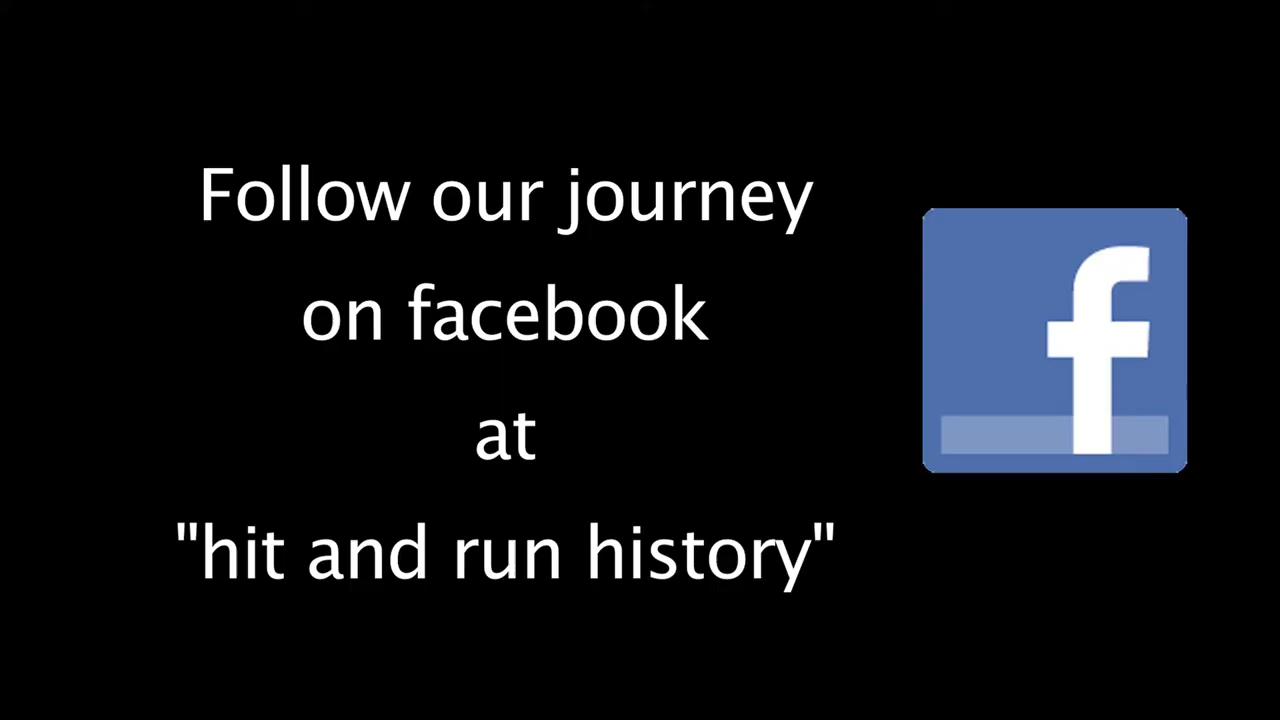 Follow our journey
on facebook
at
"hit and run history"
f